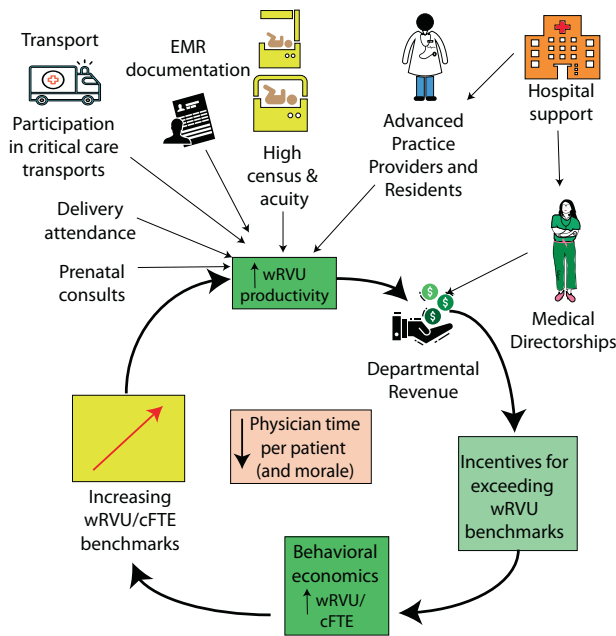 Transport
Participation
in critical care
transports
EMR
documentation
High
census &
acuity
Advanced
Practice
Providers and
Residents
Hospital
support
Delivery
attendance
Prenatal
consults
↑ wRVU
productivity
$
$
$
Departmental
Revenue
Medical
Directorships
Incentives for
exceeding
wRVU
benchmarks
Behavioral
economics
↑ wRVU/
cFTE
Increasing
wRVU/cFTE
benchmarks
↓ Physician time
per patient
(and morale)